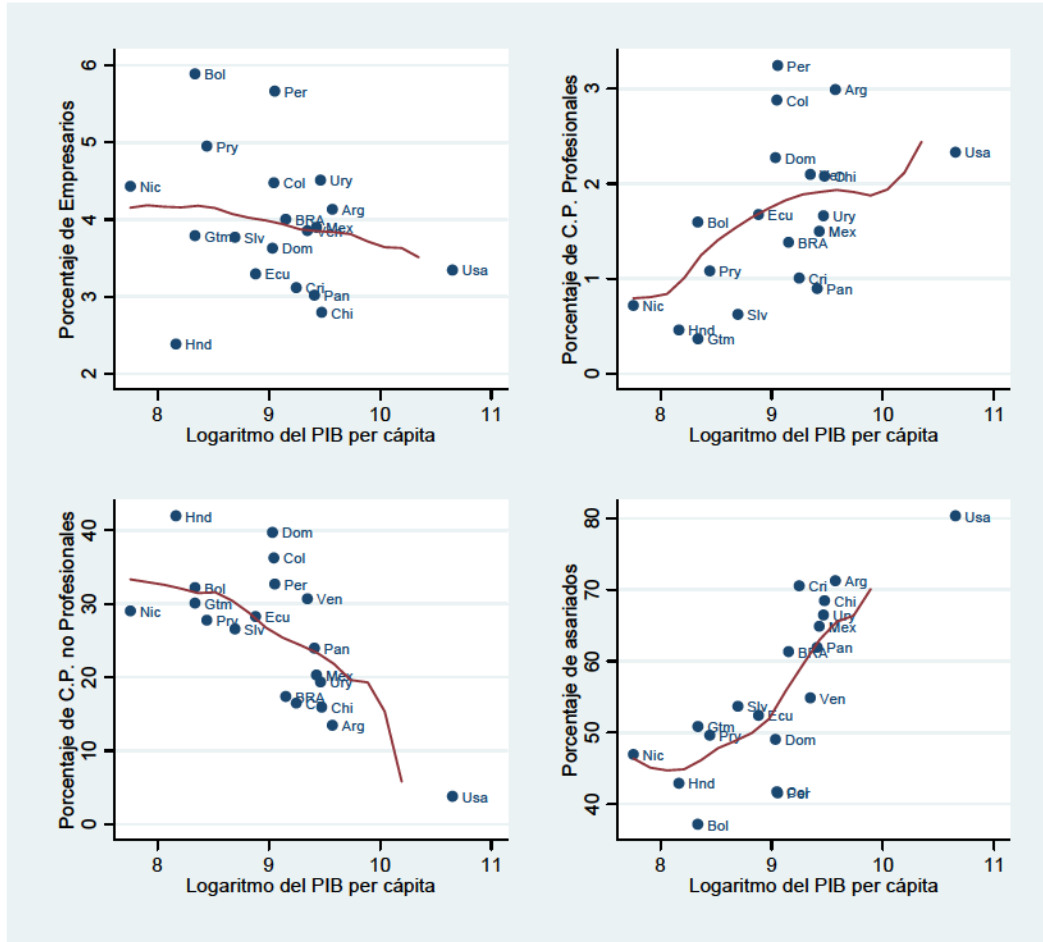 Porcentaje de Empresarios
6
5
4
3
2
Bol
Per
Pry
Nic
Col
Ury
Arg
BRA
Mex
Ven
Gtm
Slv
Dom
Ecu
Usa
Cri
Pan
Chi
Hnd
8 9 10 11
Logaritmo del PIB per cápita
Porcentaje de C.P. Profesionales
3
2
1
0
Per
Arg
Col
Dom
Usa
Ven
Chi
Ecu
Ury
Bol
Mex
BRA
Pry
Cri
Pan
Nic
Slv
Hnd
Gtm
8 9 10 11
Logaritmo del PIB per cápita
Porcentaje de C.P. no Profesionales
40
30
20
10
0
Hnd
Dom
Col
Per
Bol
Ven
Gtm
Nic
Pry
Ecu
Slv
Pan
Mex
Ury
BRA
Cri
Chi
Arg
Usa
8 9 10 11
Logaritmo del PIB per cápita
Porcentaje de asariados
80
70
60
50
40
Usa
Arg
Cri
Chi
Ury
Mex
Pan
BRA
Ven
Slv
Ecu
Gtm
Pry
Dom
Nic
Hnd
Col
Per
Bol
8 9 10 11
Logaritmo del PIB per cápita